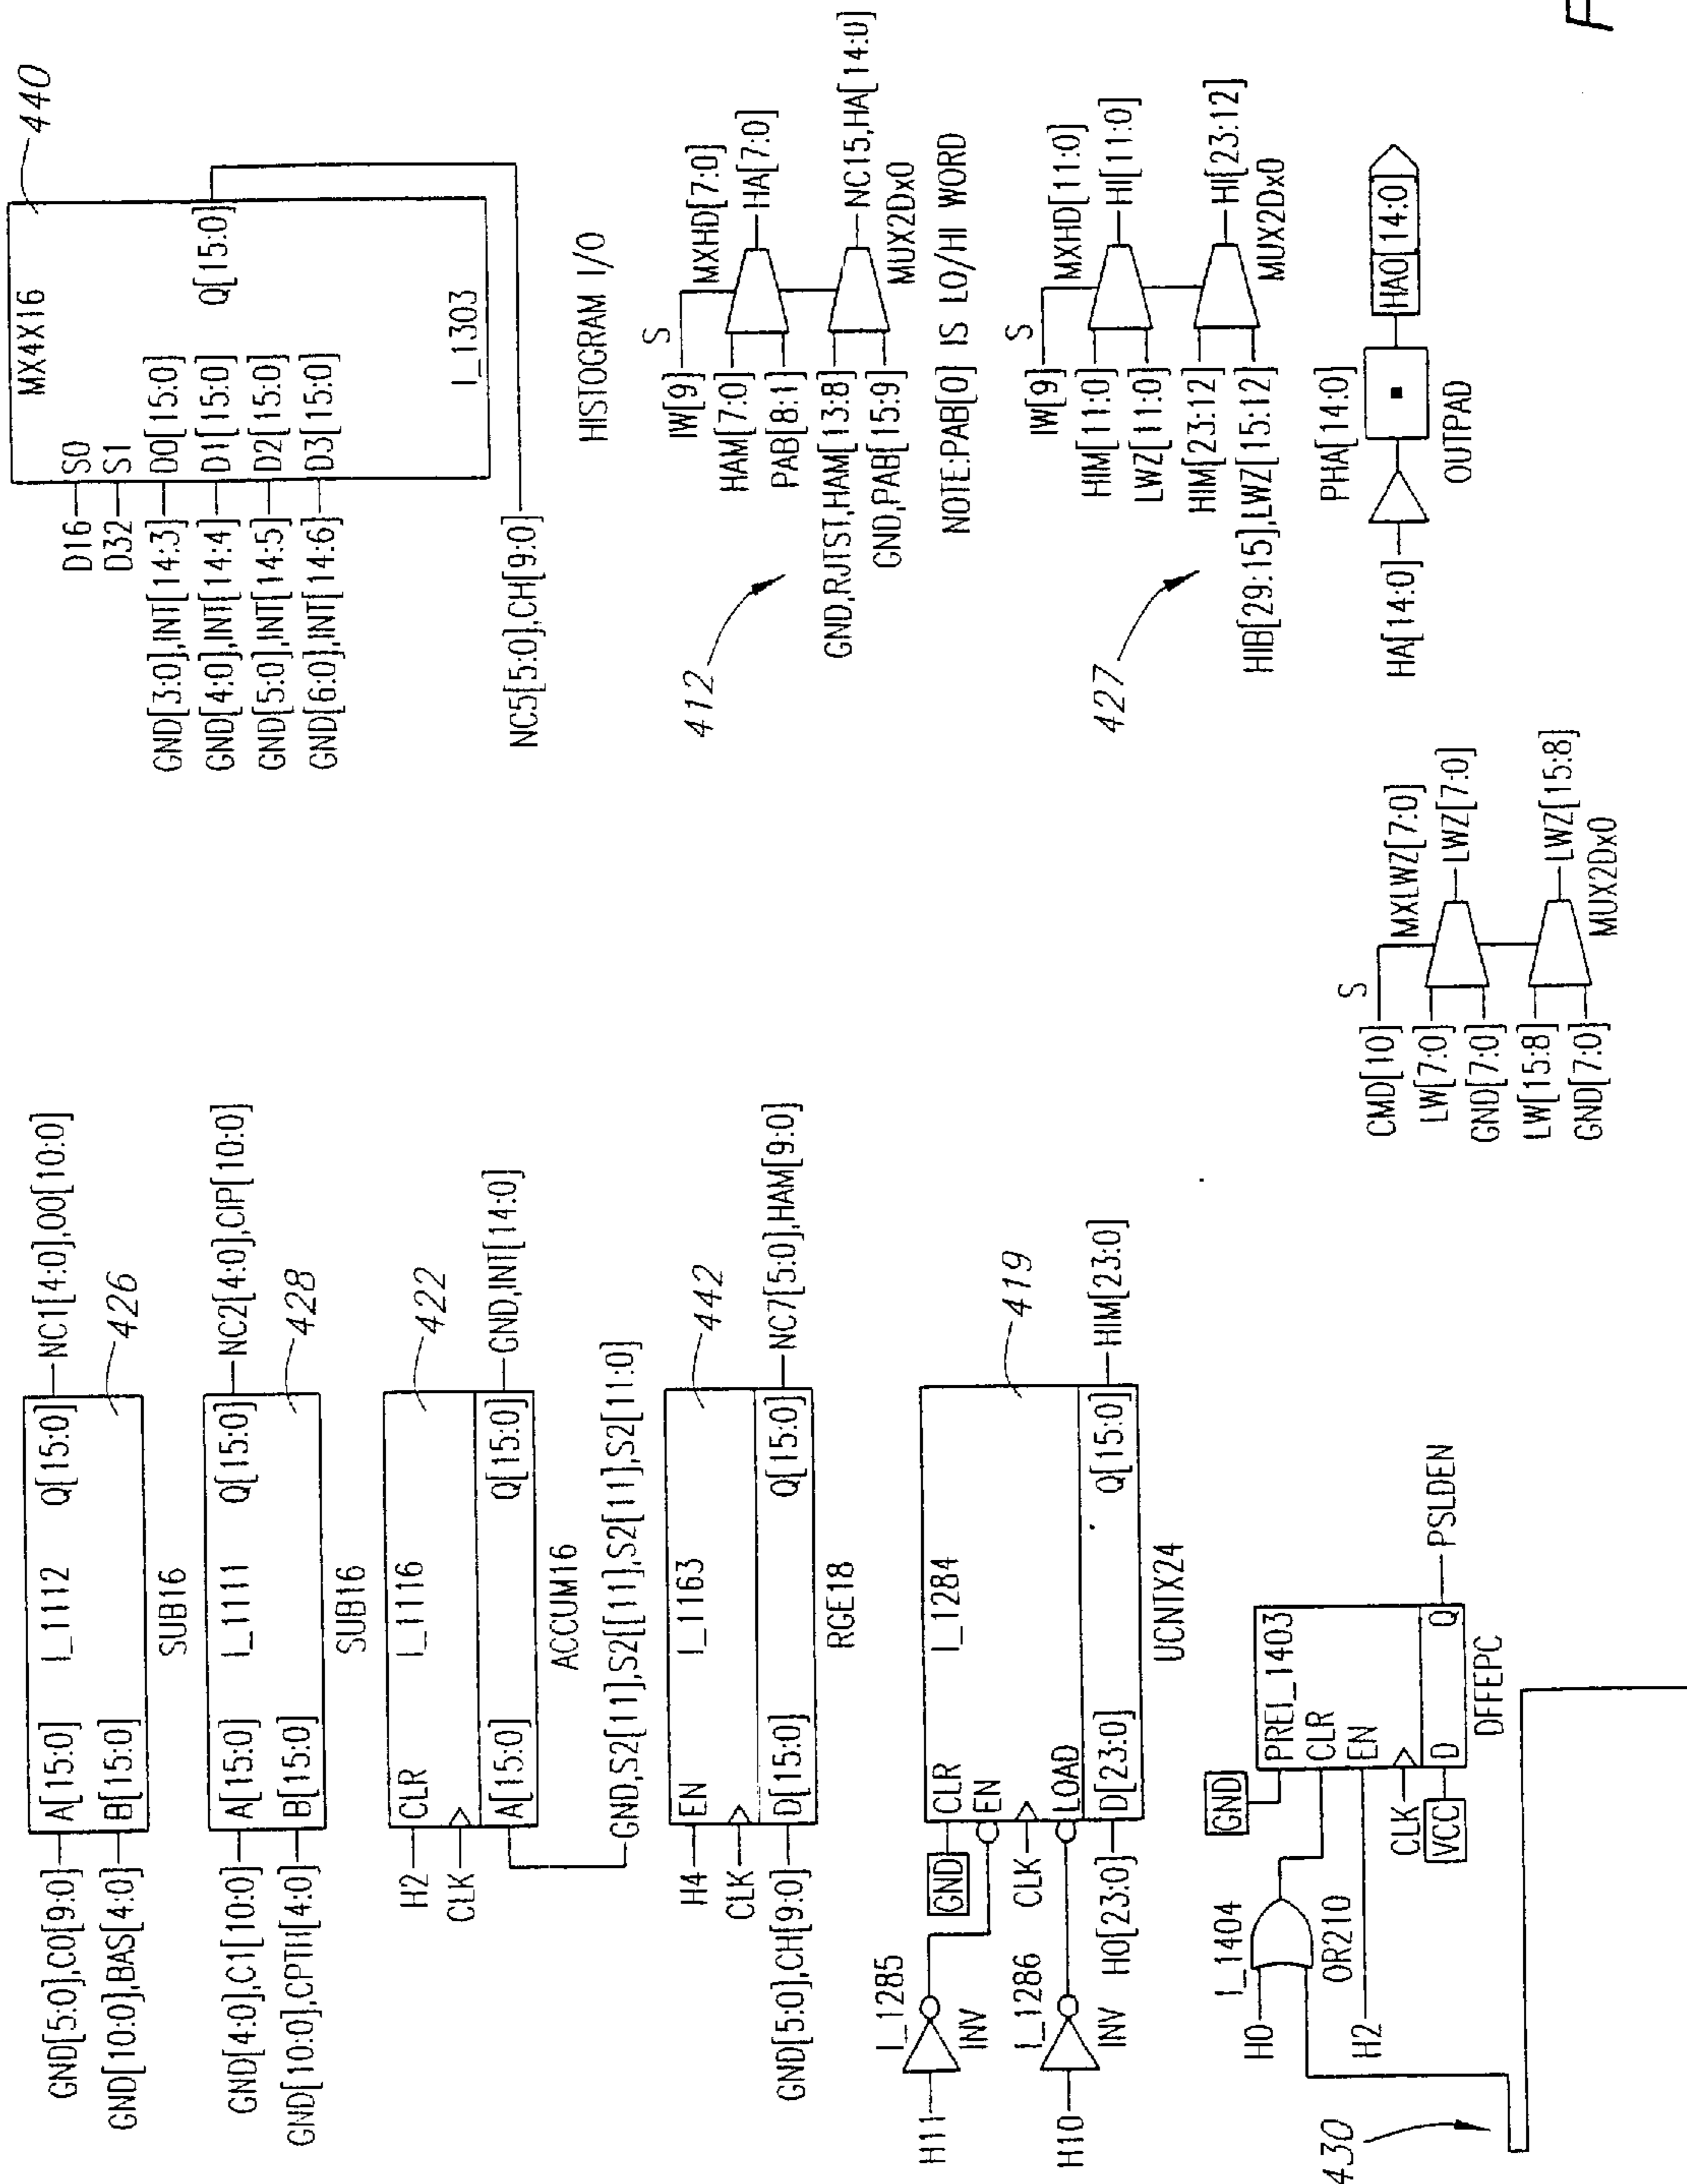 GND[5:0],C0[9:0]
GND[10:0],BAS[4:0]
A[15:0]
B[15:0]
I_1112
Q[15:0]
NC1[4:0],OO[10:0]
426
SUB16
GND[4:0],C1[10:0]
GND[10:0],CPTH[4:0]
A[15:0]
B[15:0]
I_1111
Q[15:0]
NC2[4:0],CIP[10:0]
428
SUB16
H2
CLR
CLK
I_1116
A[15:0]
Q[15:0]
GND,INT[14:0]
422
ACCUM16
GND,S2[11],S2[[11],S2[11],S2[11:0]
H4
EN
CLK
I_1163
GND[5:0],CH[9:0]
D[15:0]
Q[15:0]
NC7[5:0],HAM[9:0]
442
RGE18
H11
I_1285
INV
GND
CLR
EN
I_1284
CLK
H10
I_1286
INV
LOAD
HO[23:0]
D[23:0]
Q[15:0]
HIM[23:0]
419
UCNTX24
H0
I_1404
OR210
H2
GND
PREI_1403
CLR
EN
CLK
VCC
D
Q
PSLDEN
DFFEPC
430
MX4X16
440
D16
S0
D32
S1
GND[3:0],INT[14:3]
D0[15:0]
GND[4:0],INT[14:4]
D1[15:0]
GND[5:0],INT[14:5]
D2[15:0]
GND[6:0],INT[14:6]
D3[15:0]
Q[15:0]
I_1303
NC5[5:0],CH[9:0]
HISTOGRAM I/O
412
IW[9]
S
MXHD[7:0]
HAM[7:0]
PAB[8:1]
HA[7:0]
GND,RJTST,HAM[13:8]
GND,PAB[15:9]
NC15,HA[14:0]
MUX2Dx0
NOTE:PAB[0] IS LO/HI WORD
427
IW[9]
S
MXHD[11:0]
HIM[11:0]
LWZ[11:0]
HI[11:0]
HIM[23:12]
HIB[29:15],LWZ[15:12]
HI[23:12]
MUX2Dx0
HA[14:0]
PHA[14:0]
HAO[14:0]
OUTPAD
CMD[10]
S
MXLWZ[7:0]
LW[7:0]
GND[7:0]
LWZ[7:0]
LW[15:8]
GND[7:0]
LWZ[15:8]
MUX2Dx0